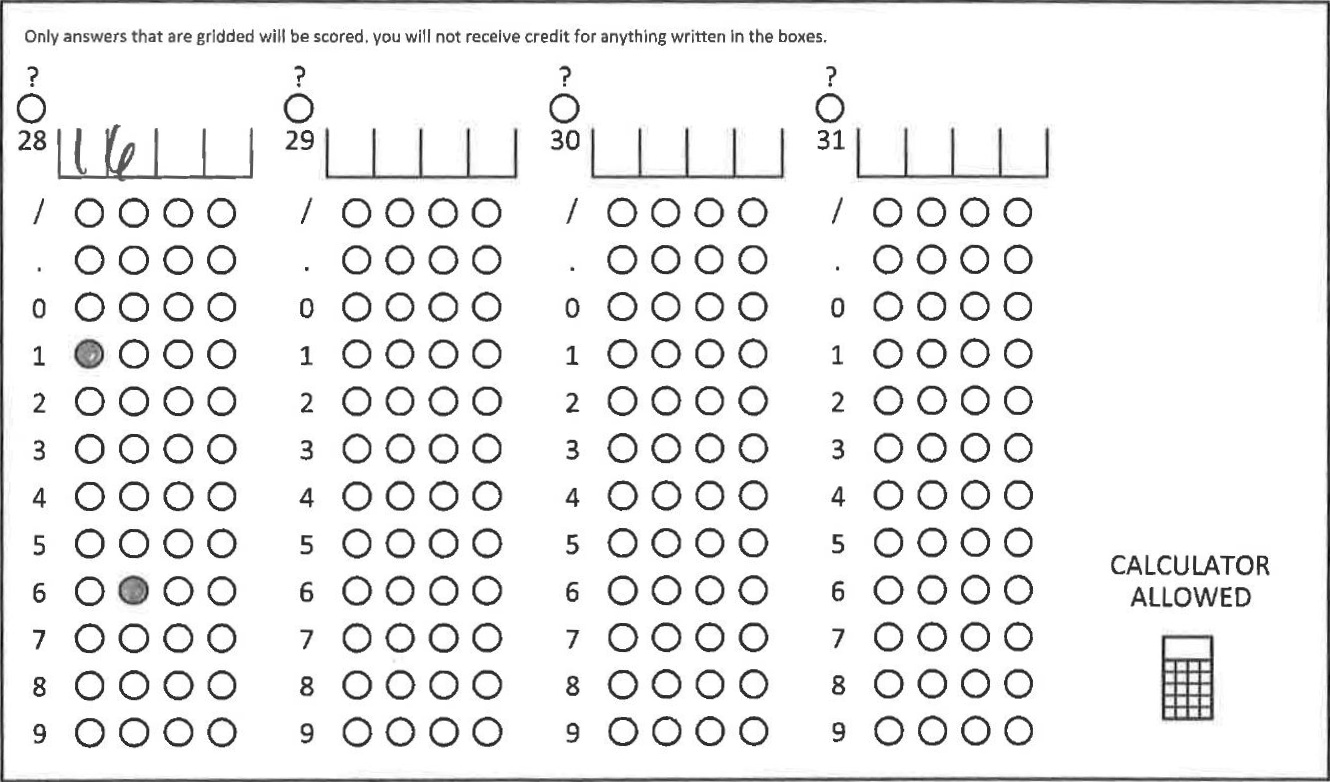 Only answers that are gridded will be scored. you will not receive credit for anything written in the boxes.
? ? ? ?
28 16 29 30 31
/ / / /
. . . .
0 0 0 0
1 1 1 1
2 2 2 2
3 3 3 3
4 4 4 4
5 5 5 5
6 6 6 6
7 7 7 7
8 8 8 8
9 9 9 9
CALCULATOR
ALLOWED